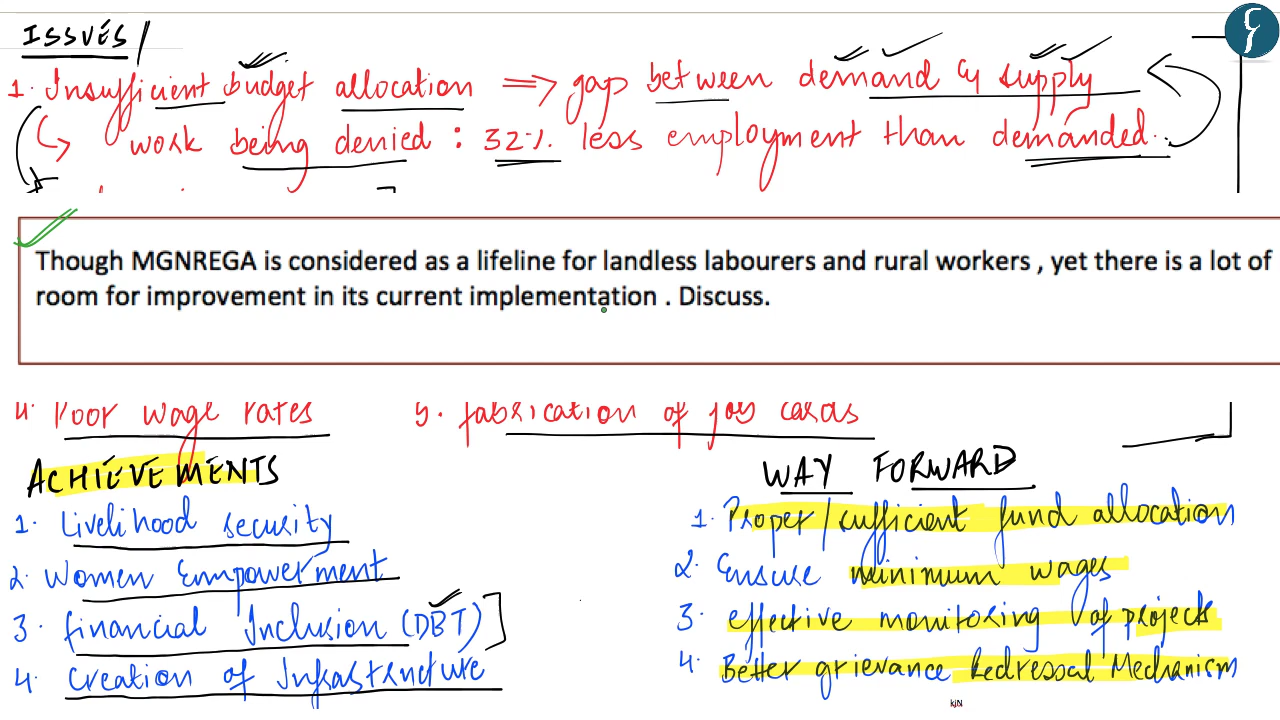 ISSUES/
1. Insufficient budget allocation ⇒ gap between demand & supply
↳ work being denied : 32% less employment than demanded.
Though MGNREGA is considered as a lifeline for landless labourers and rural workers , yet there is a lot of
room for improvement in its current implementation . Discuss.
4. Poor wage rates 5. fabrication of job cards
ACHIEVEMENTS
1. Livelihood security
2. Women Empowerment
3. financial Inclusion (DBT)
4. Creation of Infrastructure
WAY FORWARD
1. Proper/sufficient fund allocation
2. Ensure minimum wages
3. effective monitoring of projects
4. Better grievance Redressal Mechanism
kjN